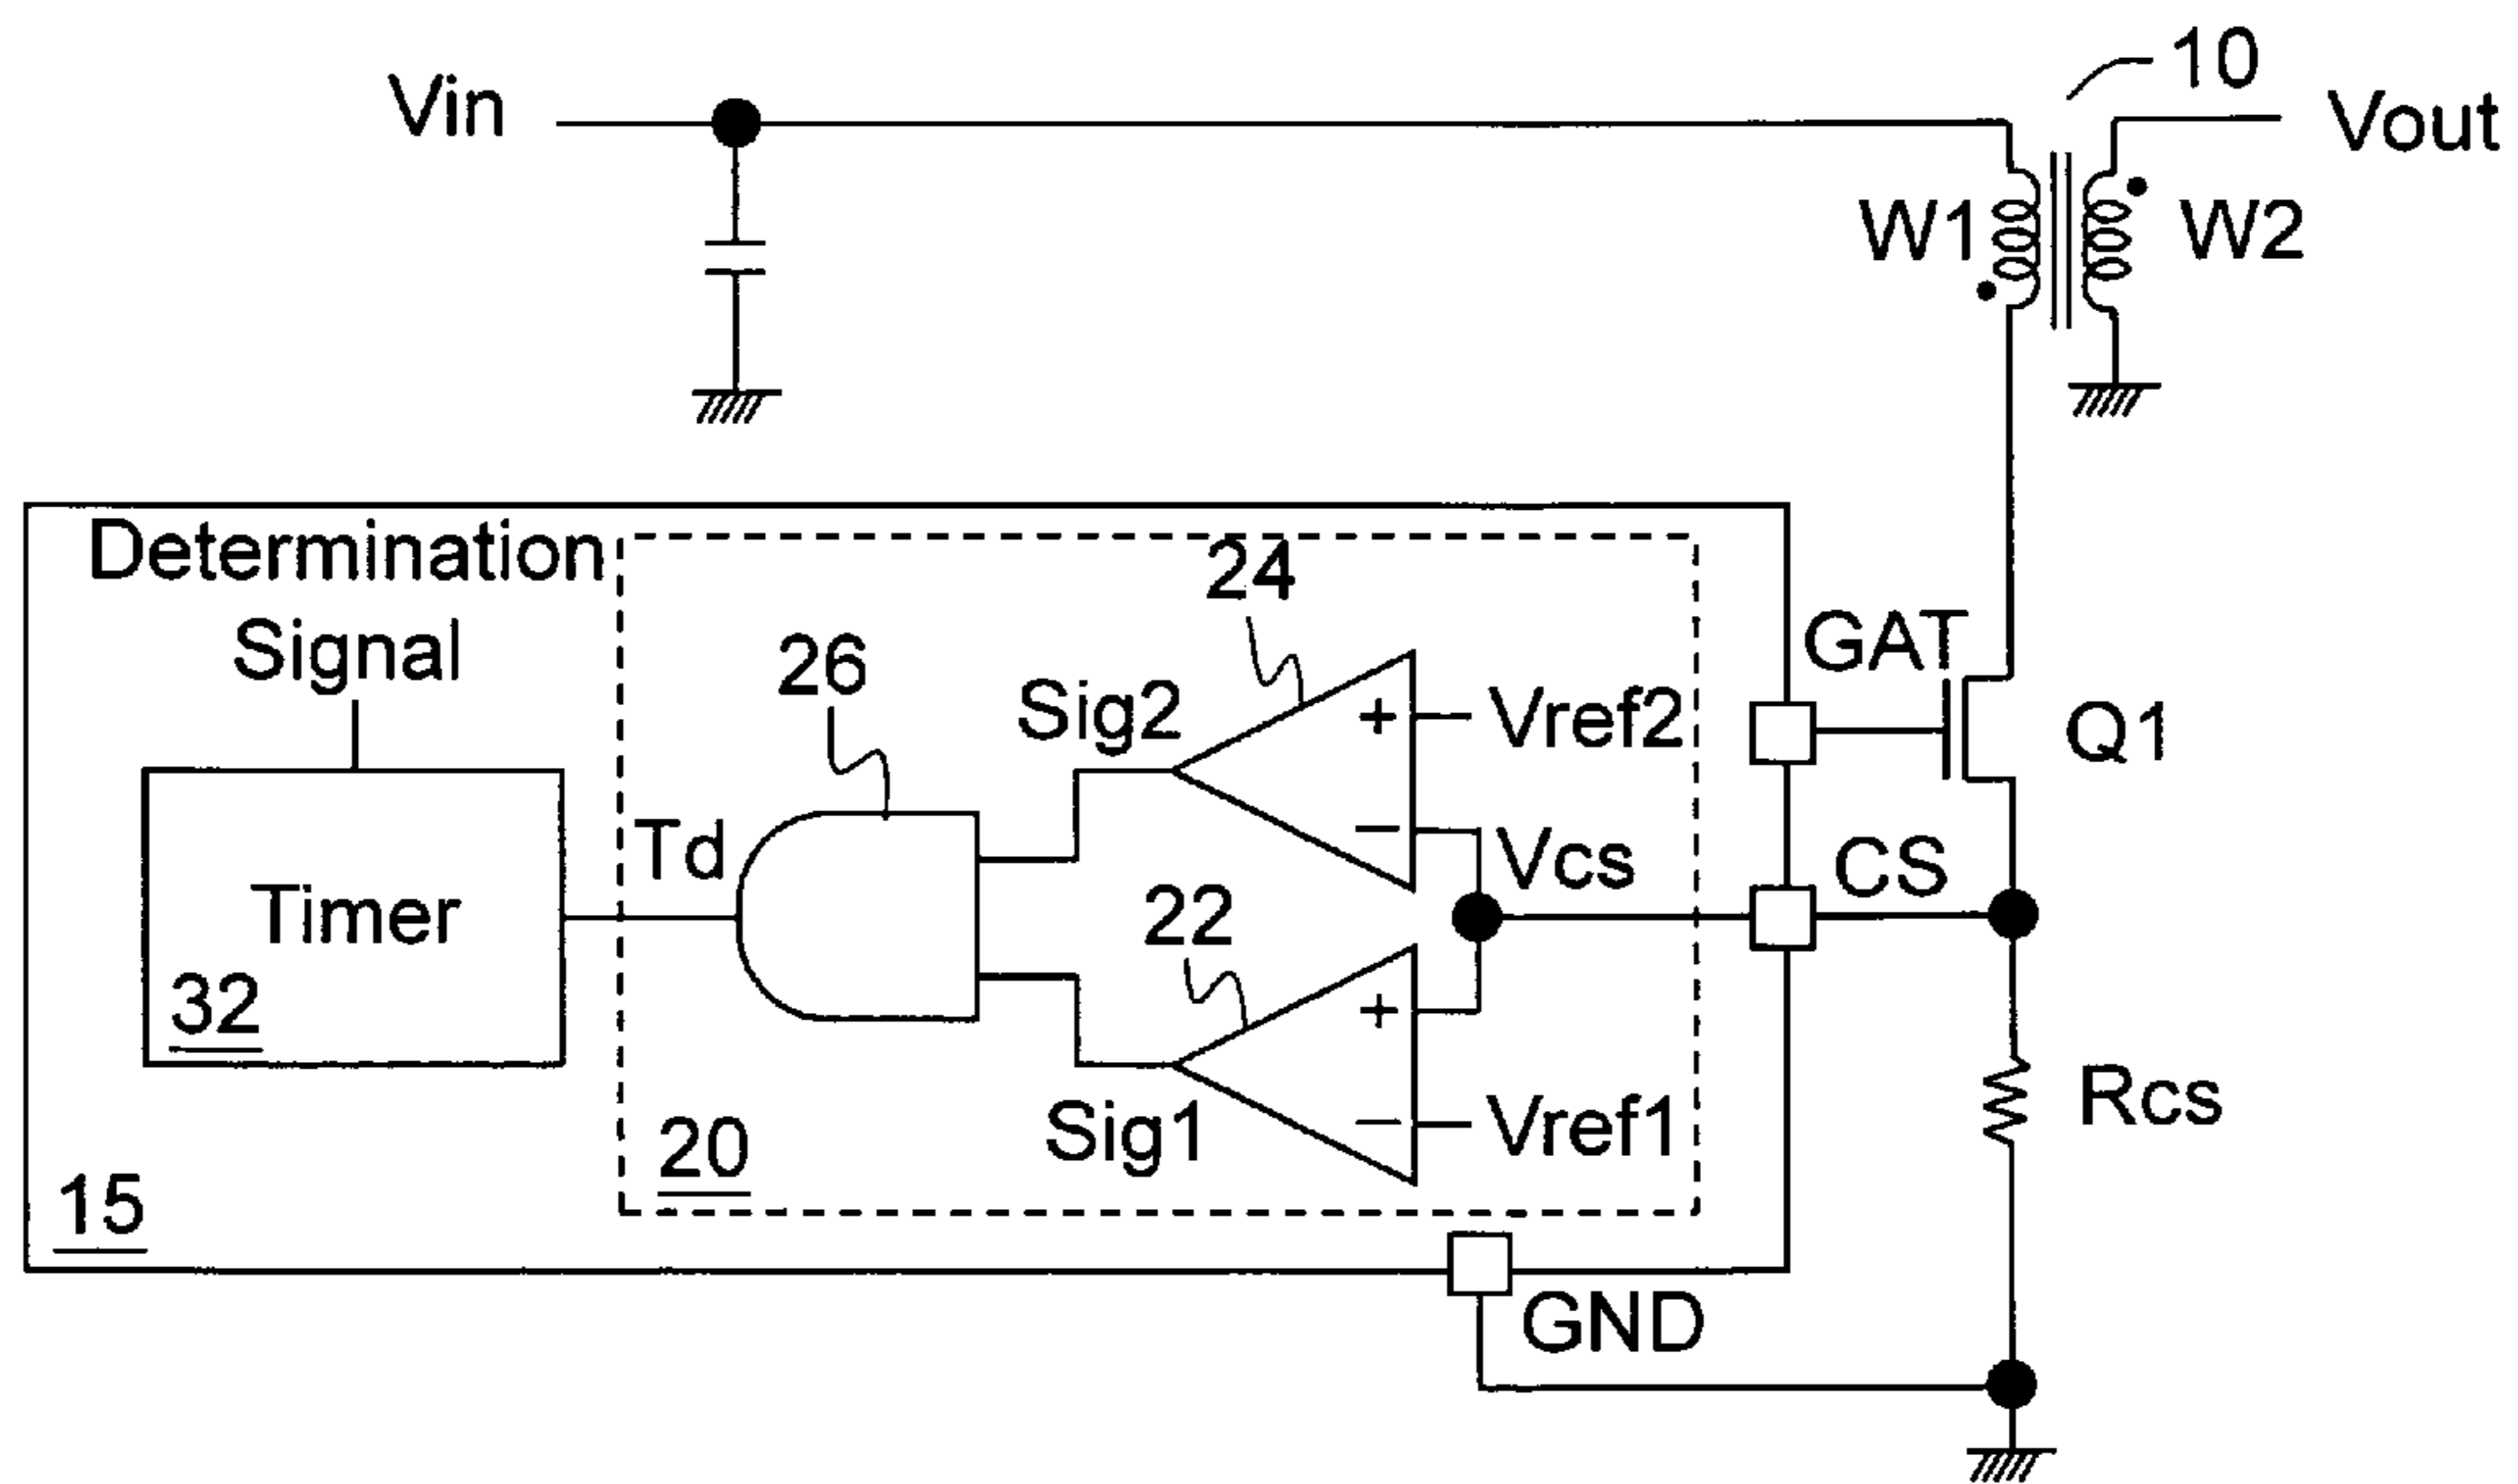 10
Vin
Vout
W1
W2
Determination
Signal
24
GAT
26
Sig2
+
Vref2
Q1
Td
−
Vcs
CS
22
Timer
32
+
Rcs
Sig1
−
Vref1
20
15
GND